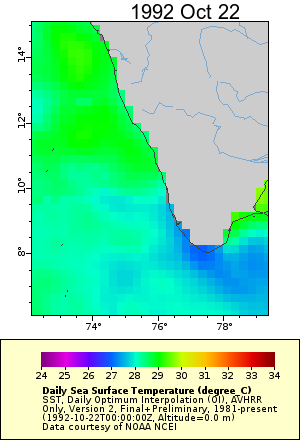 1992 Oct 22
14°
12°
10°
8°
74° 76° 78°
24 25 26 27 28 29 30 31 32 33 34
Daily Sea Surface Temperature (degree_C)
SST, Daily Optimum Interpolation (OI), AVHRR
Only, Version 2, Final+Preliminary, 1981-present
(1992-10-22T00:00:00Z, Altitude=0.0 m)
Data courtesy of NOAA NCEI